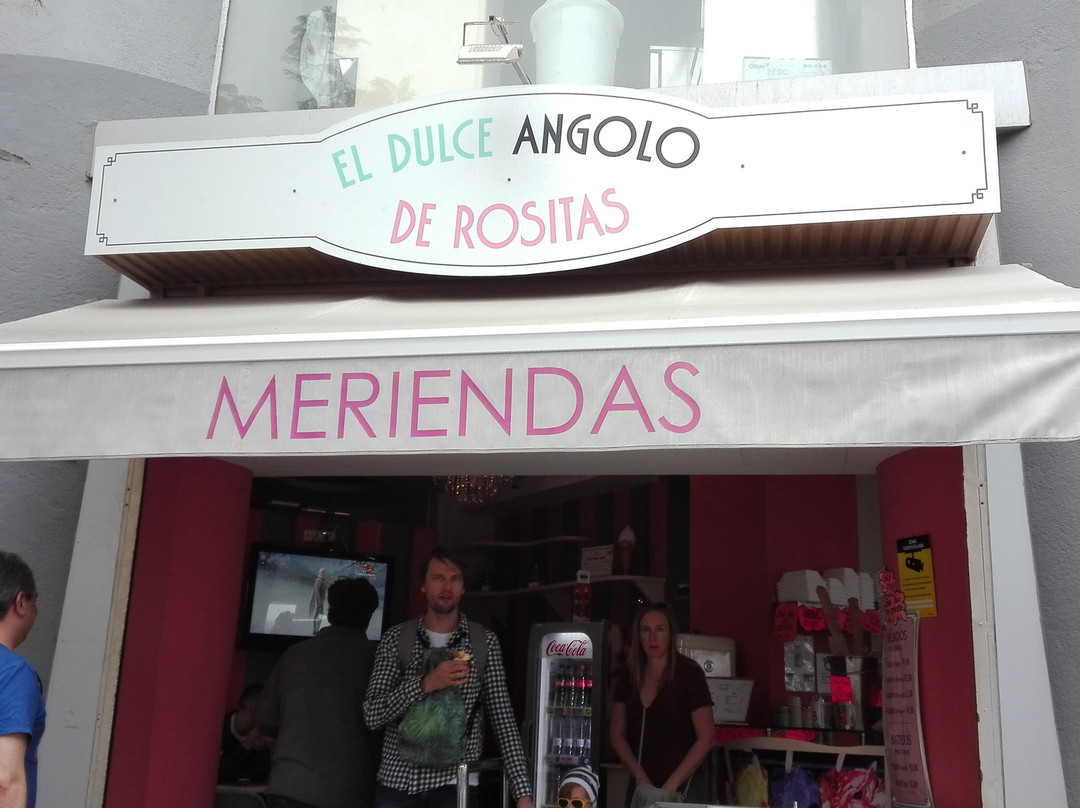 EL DULCE ANGOLO
DE ROSITAS
MERIENDAS
Coca-Cola